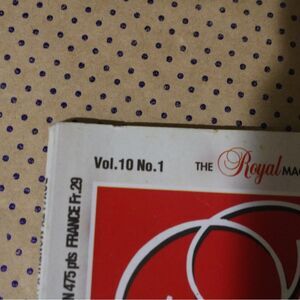 Vol.10 No.1
THE Royal MAG
N 475 pts FRANCE Fr.29